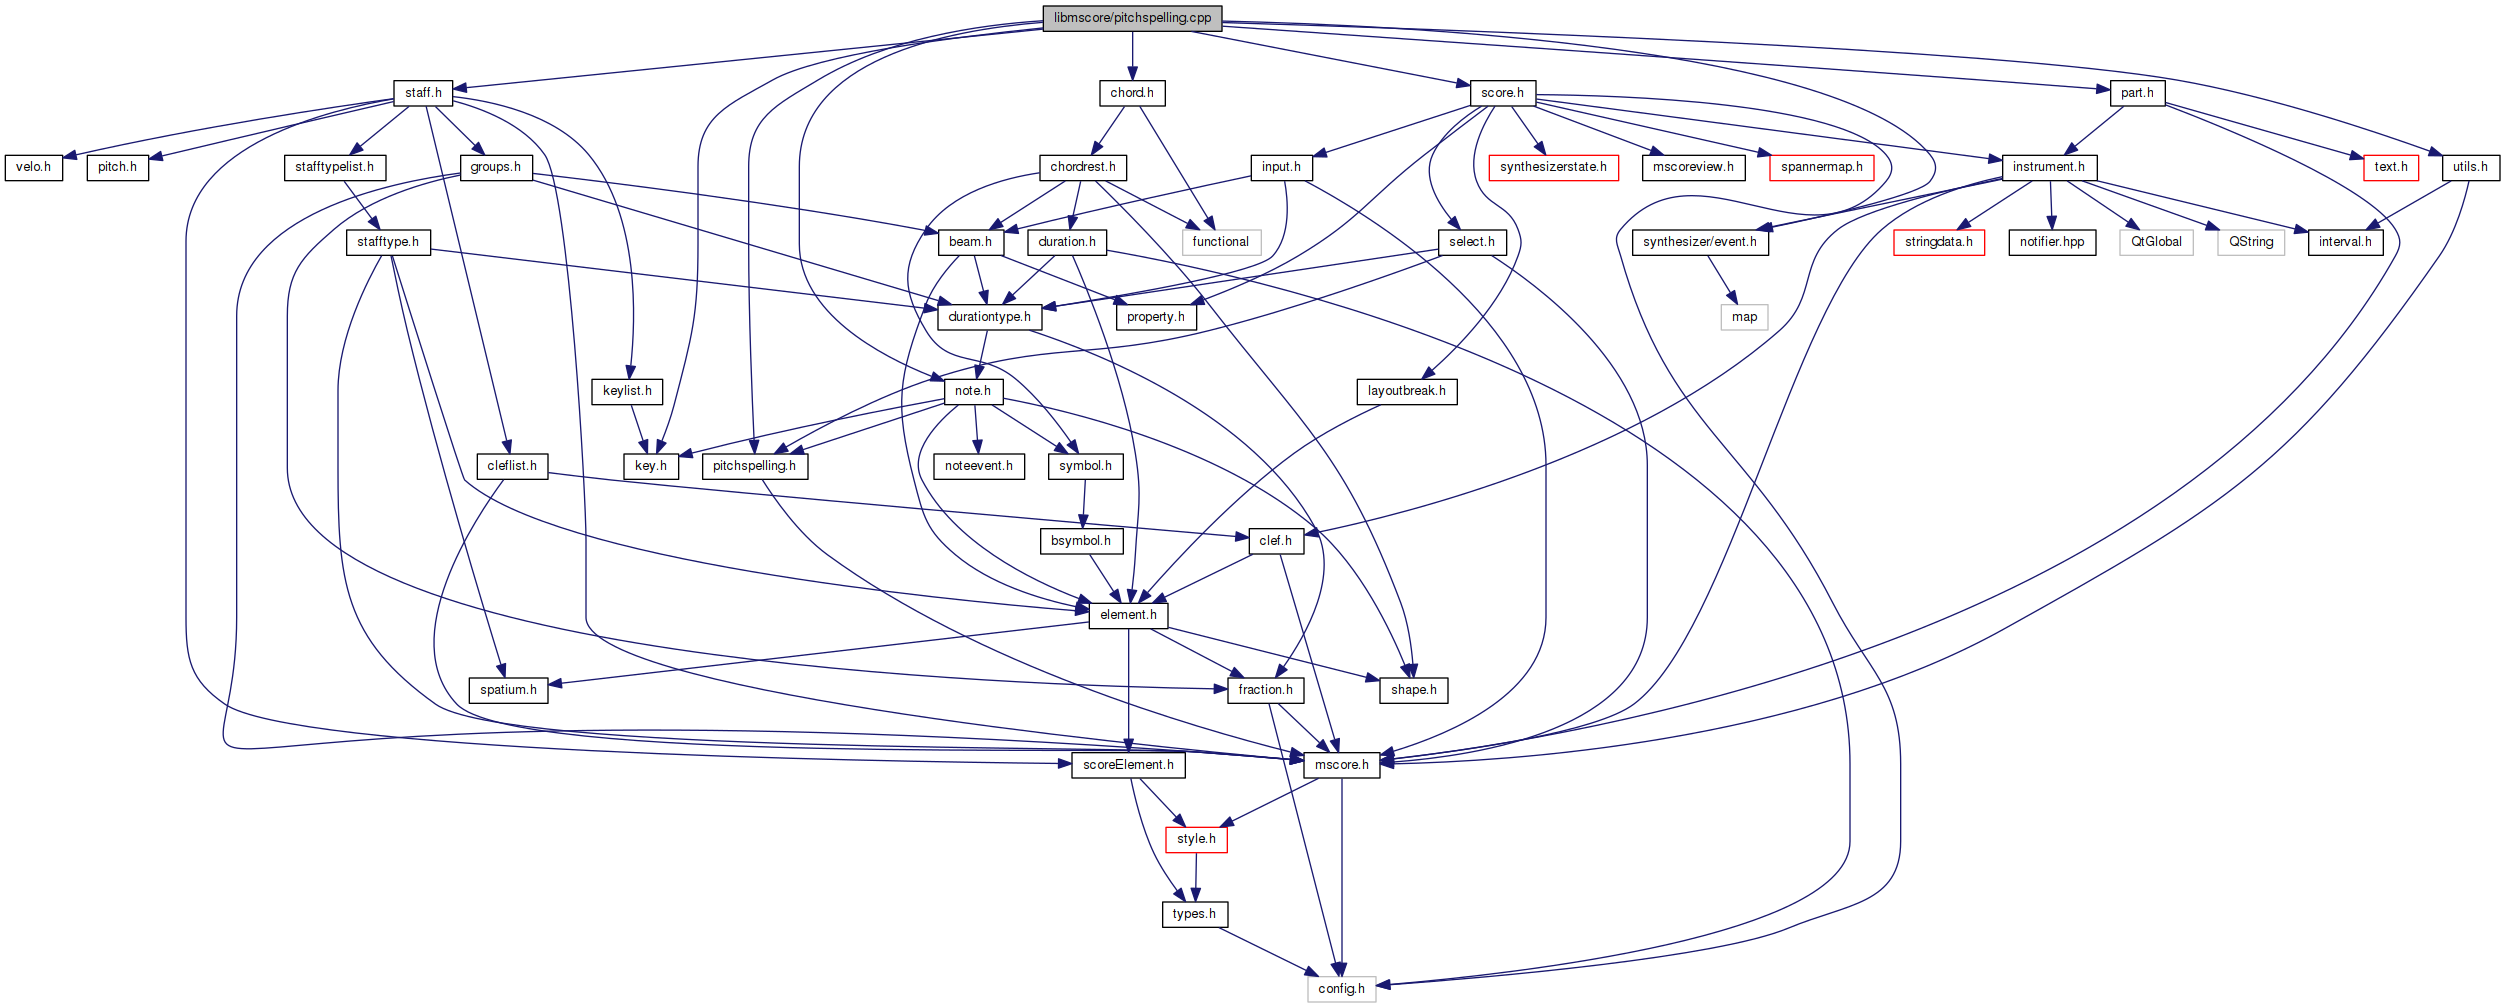 libmscore/pitchspelling.cpp
staff.h
chord.h
score.h
part.h
velo.h
pitch.h
stafftypelist.h
groups.h
chordrest.h
input.h
synthesizerstate.h
mscoreview.h
spannermap.h
instrument.h
text.h
utils.h
stafftype.h
beam.h
duration.h
functional
select.h
synthesizer/event.h
stringdata.h
notifier.hpp
QtGlobal
QString
interval.h
durationtype.h
property.h
map
keylist.h
note.h
layoutbreak.h
cleflist.h
key.h
pitchspelling.h
noteevent.h
symbol.h
bsymbol.h
clef.h
element.h
spatium.h
fraction.h
shape.h
scoreElement.h
mscore.h
style.h
types.h
config.h